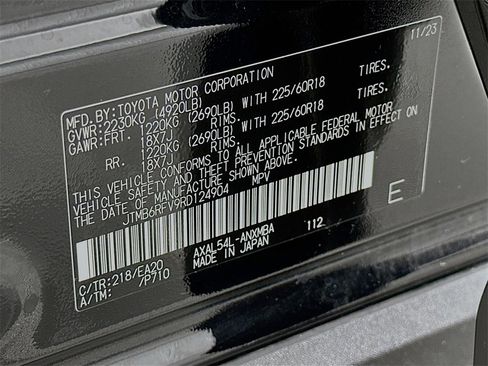 MFD. BY: TOYOTA MOTOR CORPORATION 11/23
GVWR: 2230KG (4920LB)
GAWR: FRT. 1220KG (2690LB) WITH 225/60R18 TIRES.
18X7J RIMS.
RR. 1220KG (2690LB) WITH 225/60R18 TIRES.
18X7J RIMS.
THIS VEHICLE CONFORMS TO ALL APPLICABLE FEDERAL MOTOR
VEHICLE SAFETY AND THEFT PREVENTION STANDARDS IN EFFECT ON
THE DATE OF MANUFACTURE SHOWN ABOVE.
JTMB6RFV9RD124904 MPV
E
AXAL54L-ANXMBA 112
C/TR:218/EA20 MADE IN JAPAN
A/TM: /P710